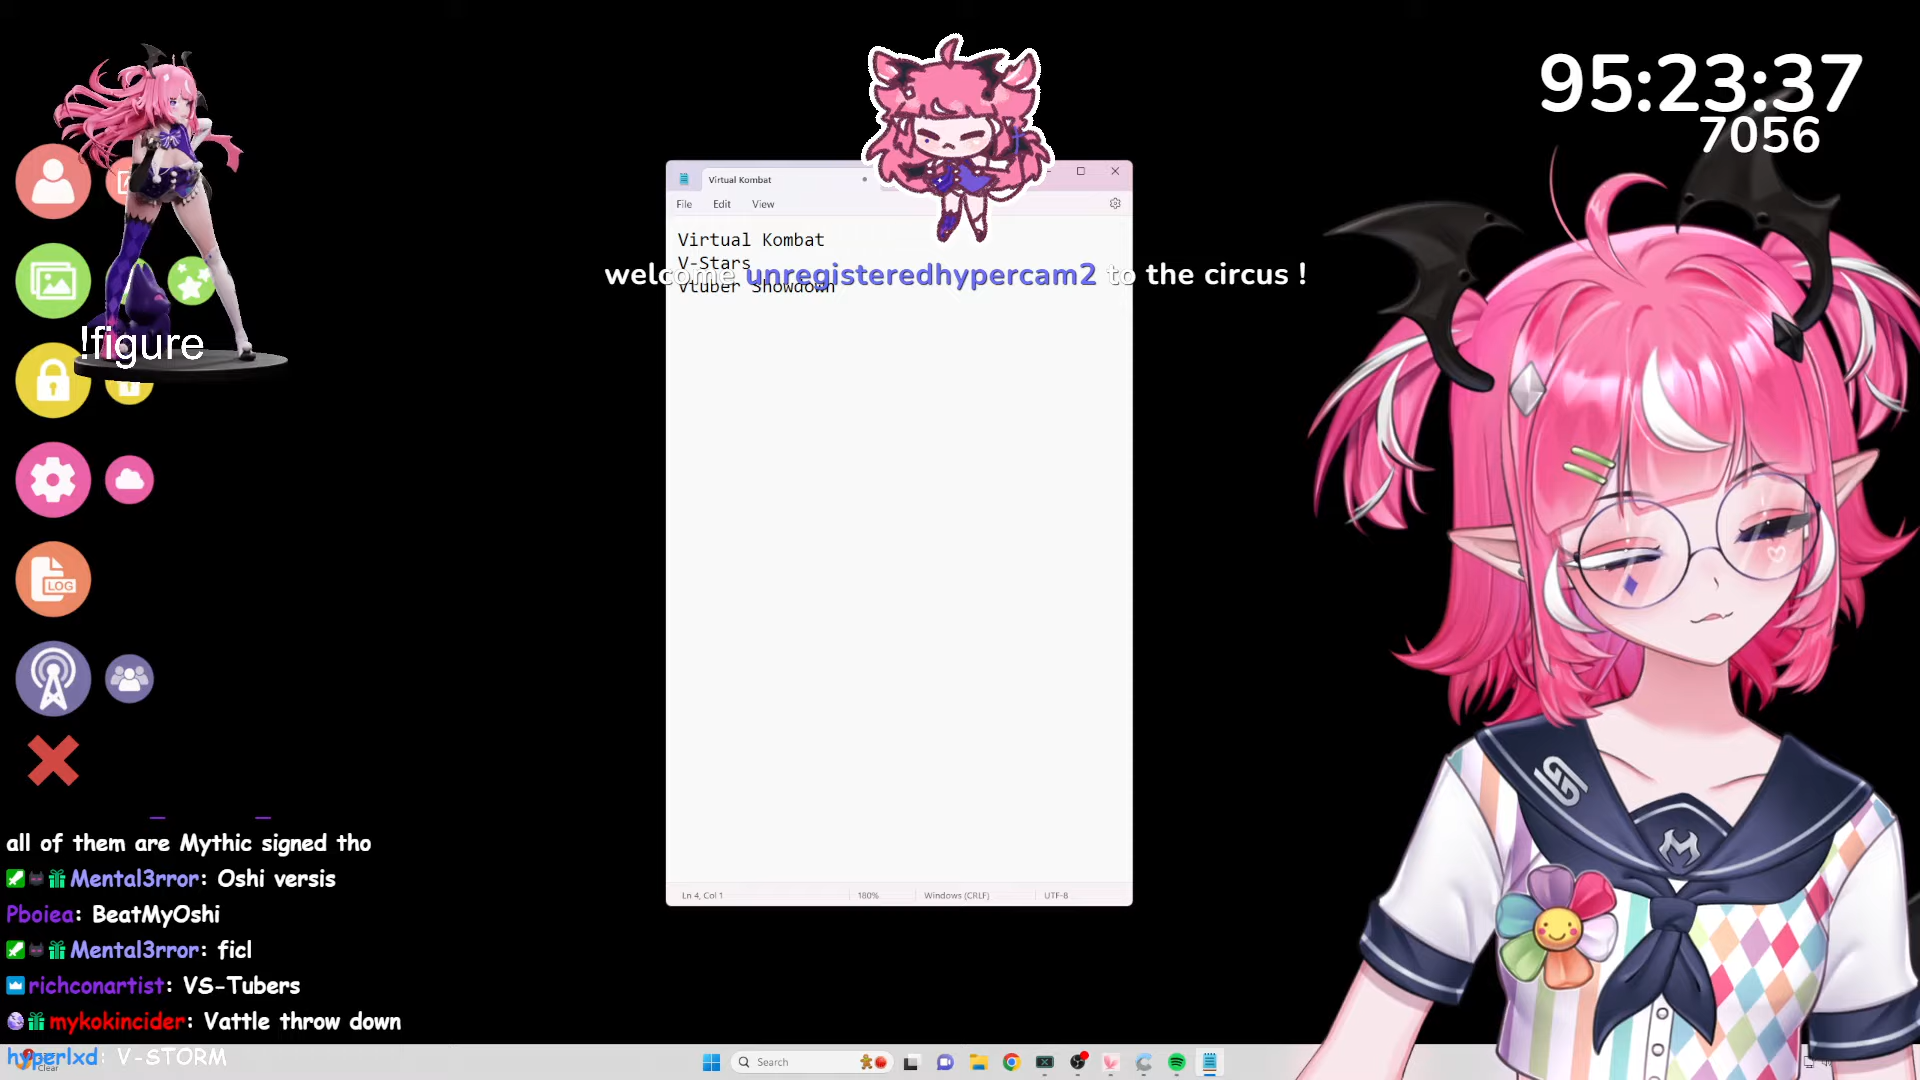 95:23:37
7056
Virtual Kombat
File Edit View
Virtual Kombat
V-Stars
welcome unregisteredhypercam2 to the circus !
Vtuber Showdown
!figure
LOG
all of them are Mythic signed tho
Mental3rror: Oshi versis
Pboiea: BeatMyOshi
Mental3rror: ficl
richconartist: VS-Tubers
mykokincider: Vattle throw down
hyperlxd: V-STORM
Ln 4, Col 1 180% Windows (CRLF) UTF-8
Clear
Search